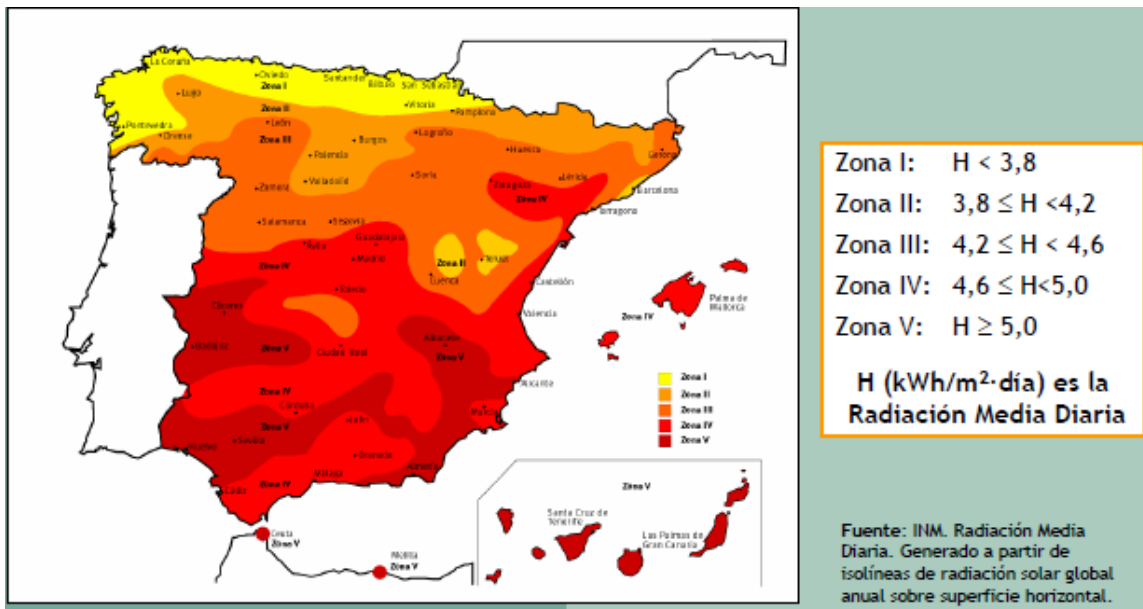 La Coruña
Oviedo
Santander
Bilbao
San Sebastián
Zona I
Lugo
Vitoria
Zona II
Pamplona
Pontevedra
León
Orense
Zona III
Burgos
Logroño
Huesca
Gerona
Palencia
Zamora
Valladolid
Soria
Zaragoza
Lérida
Barcelona
Zona IV
Tarragona
Salamanca
Segovia
Guadalajara
Ávila
Madrid
Zona IV
Zona II
Teruel
Cuenca
Castellón
Toledo
Cáceres
Valencia
Zona IV
Palma de
Mallorca
Badajoz
Zona V
Ciudad Real
Albacete
Zona V
Alicante
Zona IV
Córdoba
Murcia
Zona V
Jaén
Huelva
Sevilla
Granada
Almería
Málaga
Cádiz
Zona IV
Ceuta
Zona V
Melilla
Zona V
Zona I
Zona II
Zona III
Zona IV
Zona V
Zona V
Santa Cruz de
Tenerife
Las Palmas de
Gran Canaria
Zona I: H < 3,8
Zona II: 3,8 ≤ H <4,2
Zona III: 4,2 ≤ H < 4,6
Zona IV: 4,6 ≤ H<5,0
Zona V: H ≥ 5,0
H (kWh/m²·día) es la
Radiación Media Diaria
Fuente: INM. Radiación Media
Diaria. Generado a partir de
isolíneas de radiación solar global
anual sobre superficie horizontal.